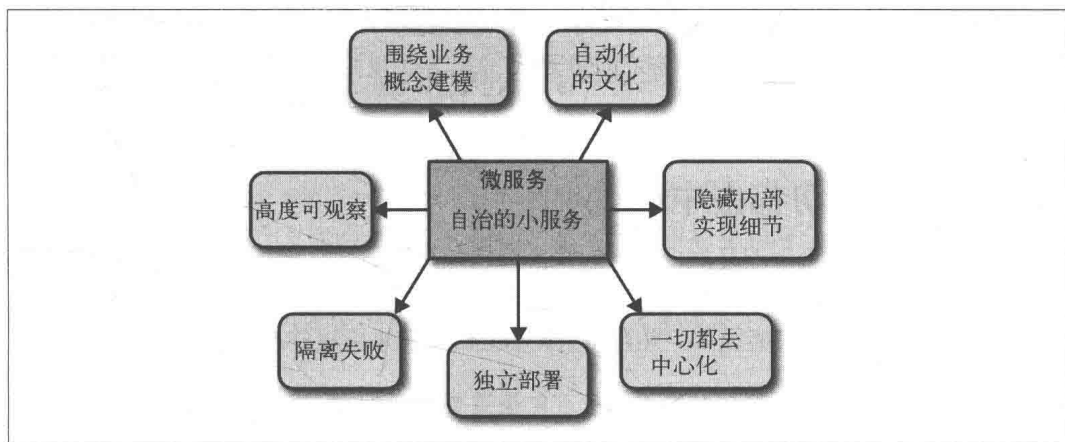 围绕业务
概念建模
自动化
的文化
微服务
自治的小服务
高度可观察
隐藏内部
实现细节
隔离失败
独立部署
一切都去
中心化